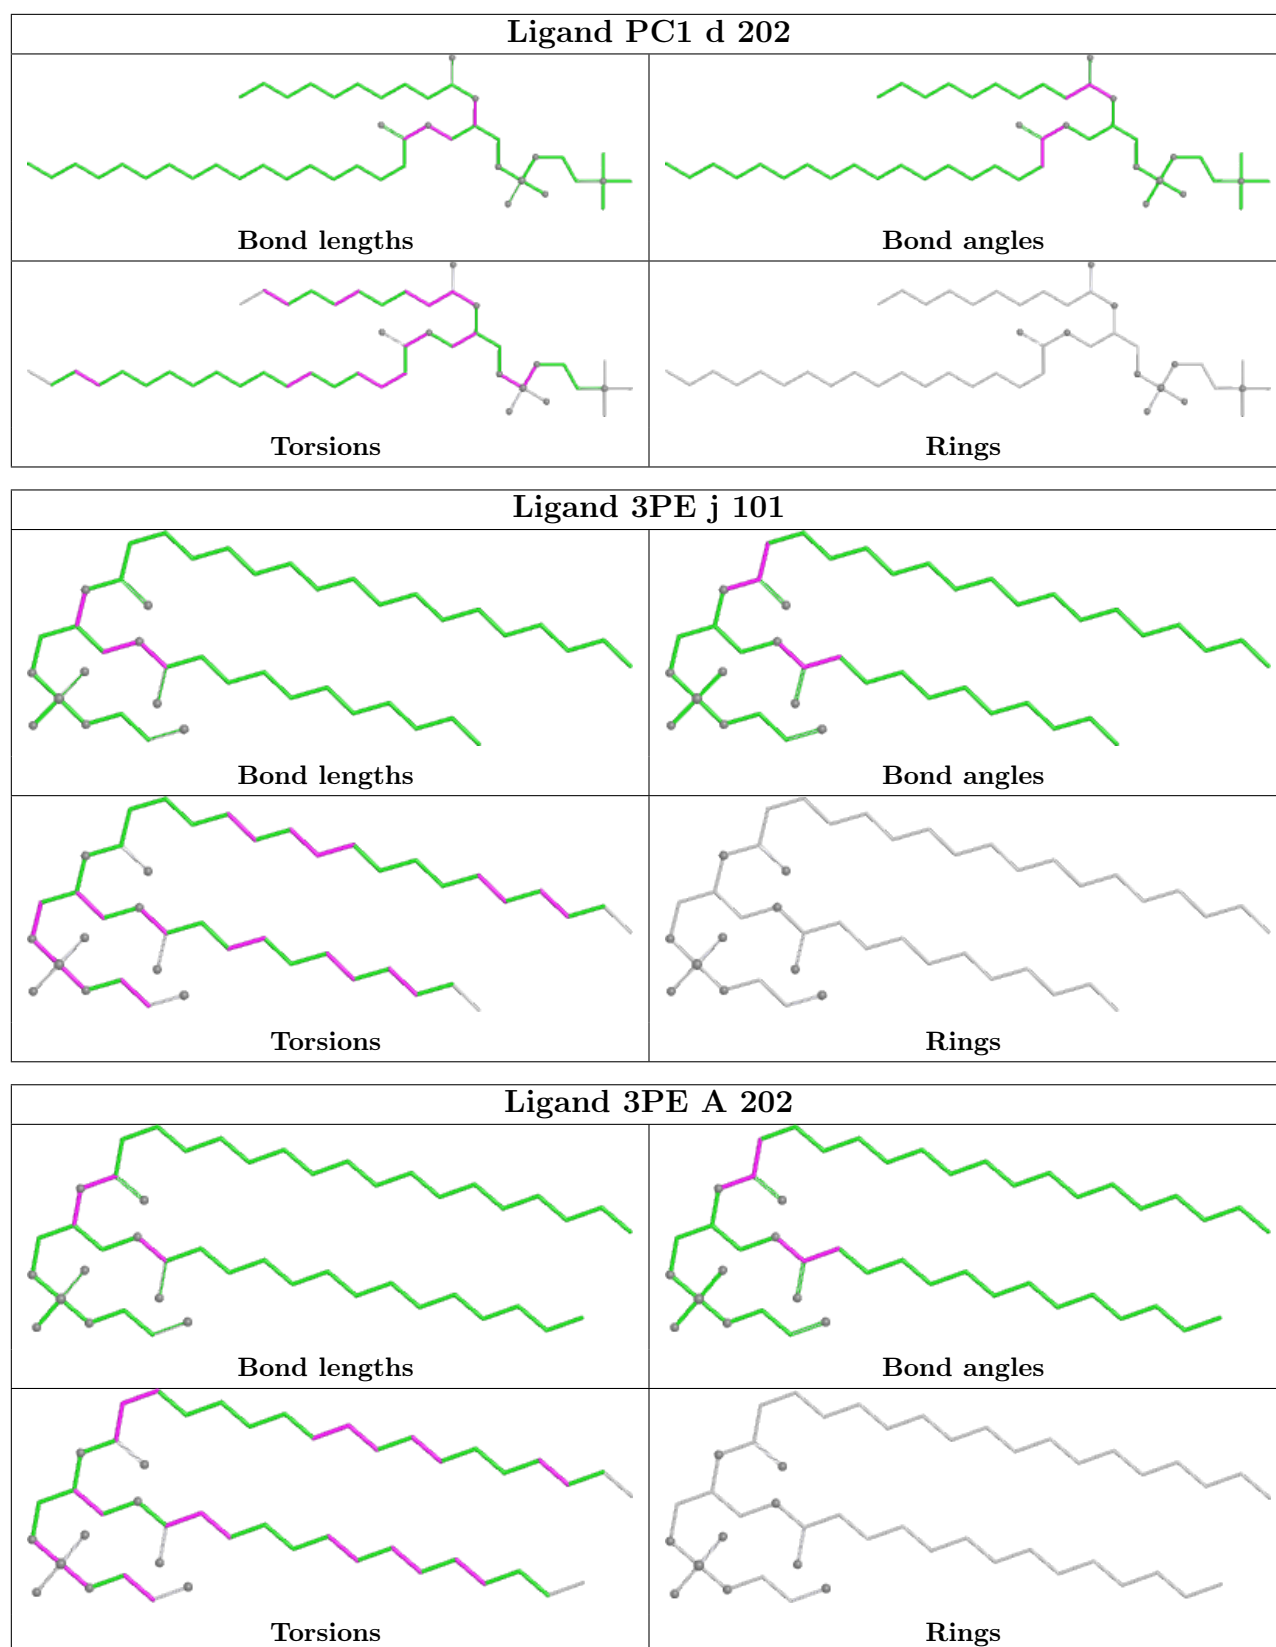 Ligand PC1 d 202
Bond lengths
Bond angles
Torsions
Rings
Ligand 3PE j 101
Bond lengths
Bond angles
Torsions
Rings
Ligand 3PE A 202
Bond lengths
Bond angles
Torsions
Rings